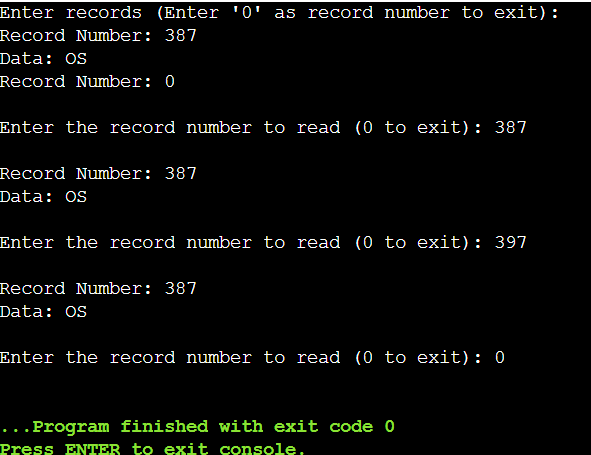 Enter records (Enter '0' as record number to exit):
Record Number: 387
Data: OS
Record Number: 0
Enter the record number to read (0 to exit): 387
Record Number: 387
Data: OS
Enter the record number to read (0 to exit): 397
Record Number: 387
Data: OS
Enter the record number to read (0 to exit): 0
...Program finished with exit code 0
Press ENTER to exit console.